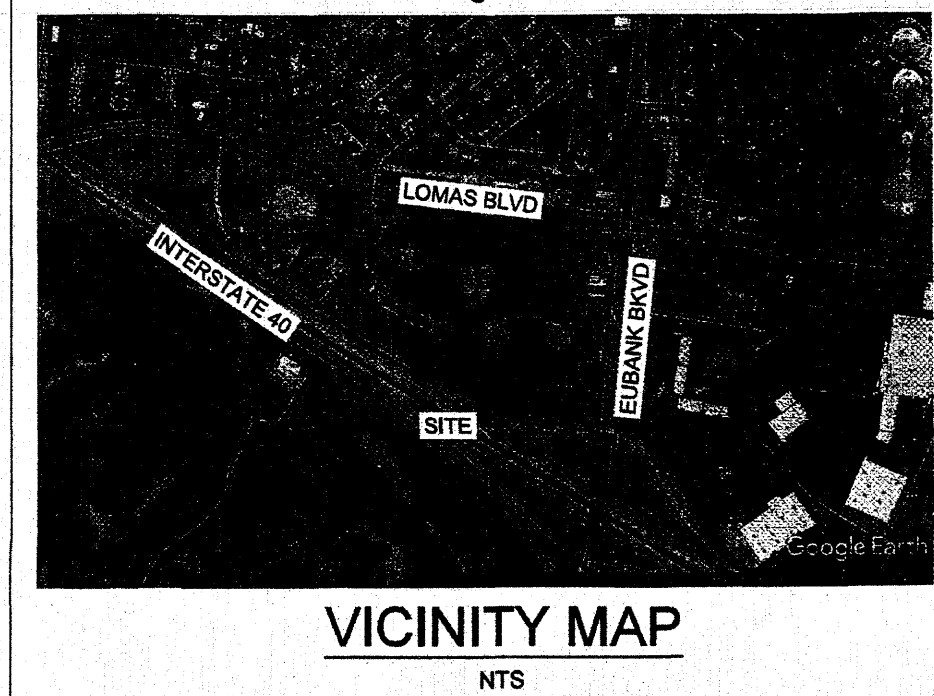 LOMAS BLVD
INTERSTATE 40
EUBANK BKVD
SITE
Google Earth
VICINITY MAP
NTS